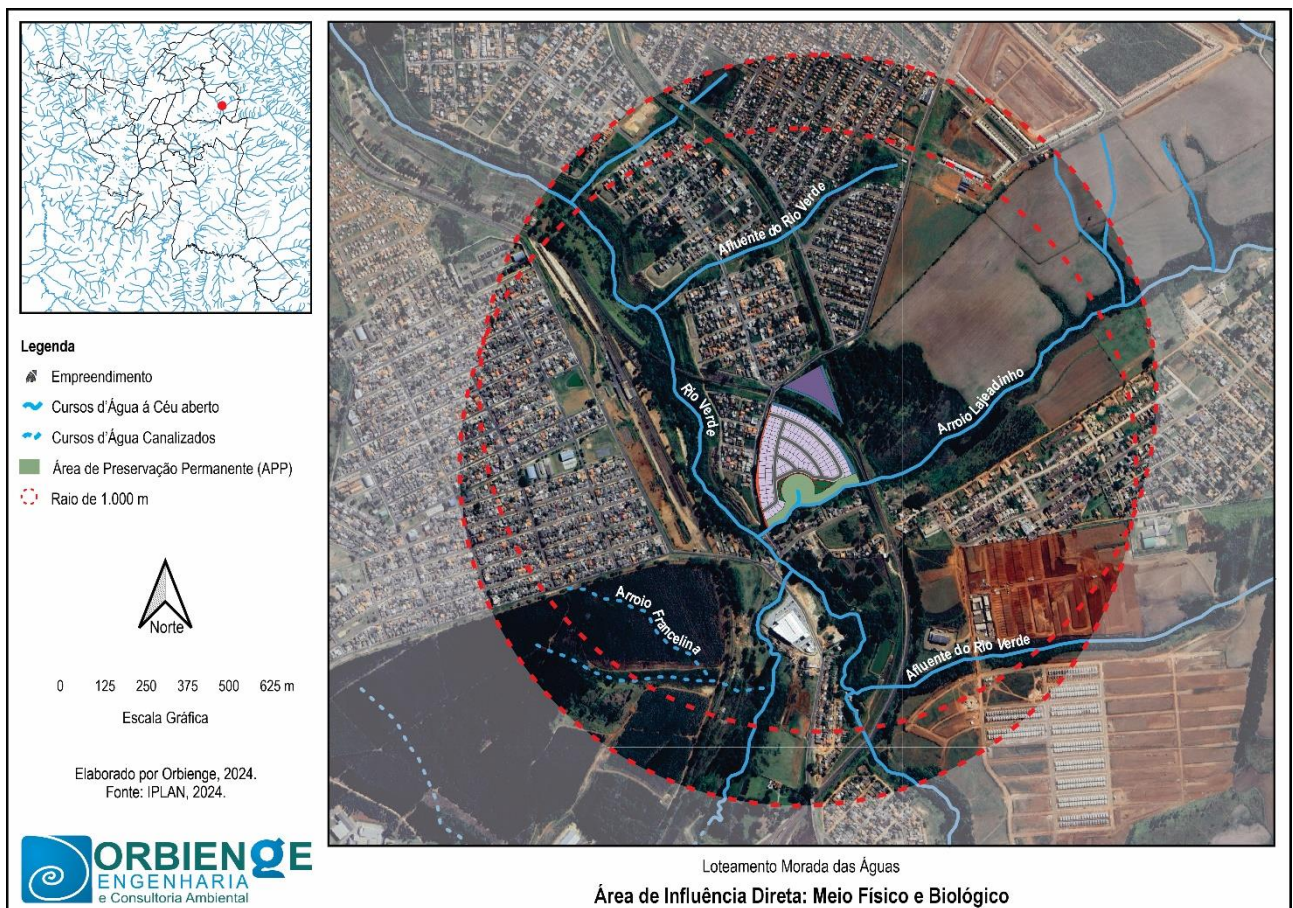 Legenda
Empreendimento
Cursos d'Água á Céu aberto
Cursos d'Água Canalizados
Área de Preservação Permanente (APP)
Raio de 1.000 m
Norte
0 125 250 375 500 625 m
Escala Gráfica
Elaborado por Orbienge, 2024.
Fonte: IPLAN, 2024.
ORBIENGE
ENGENHARIA
e Consultoria Ambiental
Afluente do Rio Verde
Rio Verde
Arroio Lajeadinho
Arroio Francelina
Afluente do Rio Verde
Loteamento Morada das Águas
Área de Influência Direta: Meio Físico e Biológico